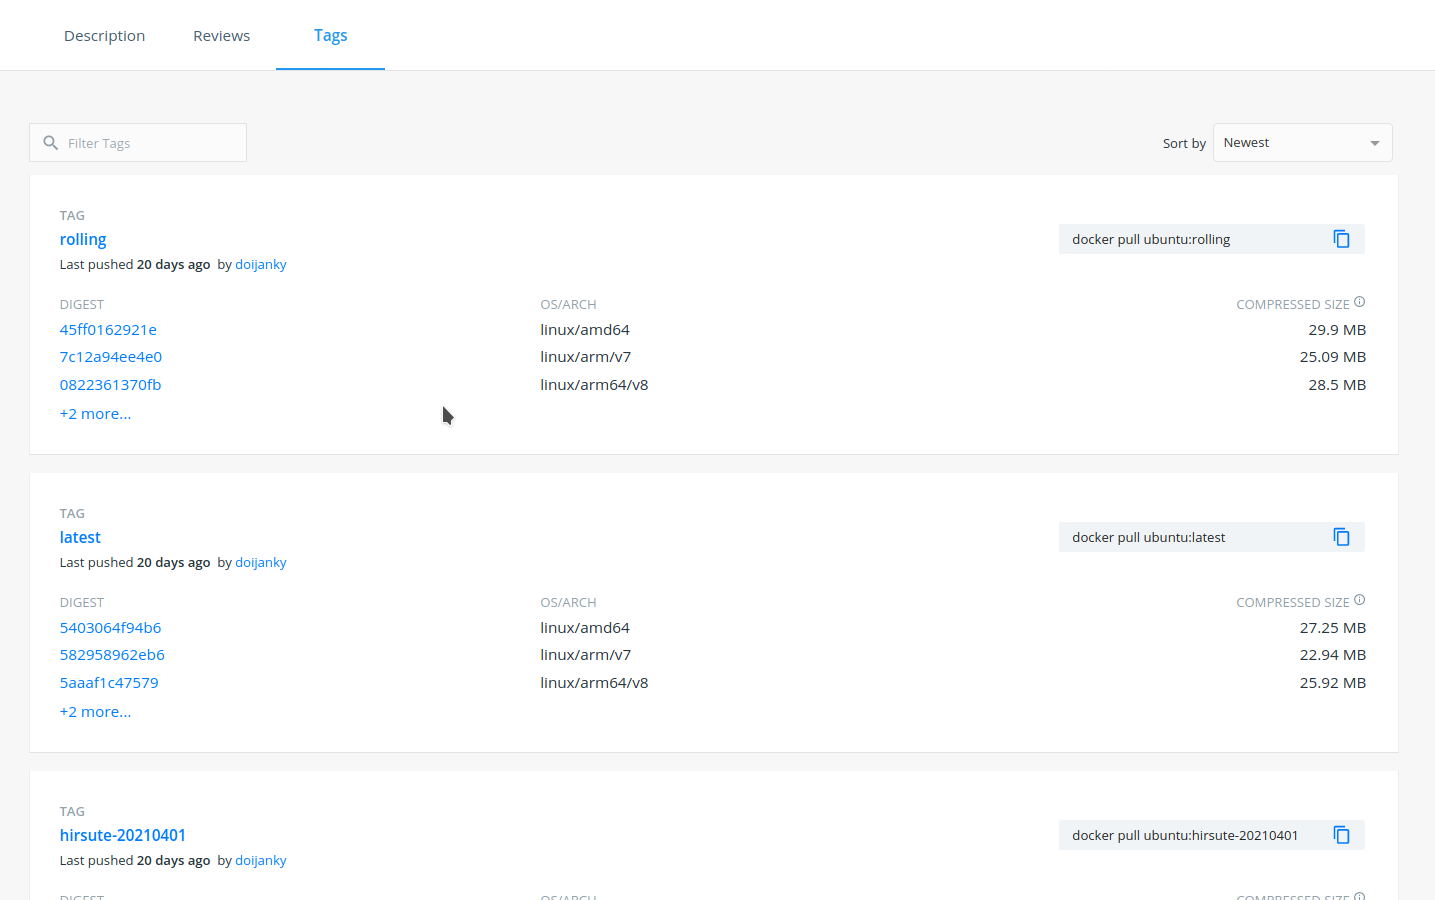 Description Reviews Tags
Filter Tags Sort by Newest
TAG
rolling docker pull ubuntu:rolling
Last pushed 20 days ago by doijanky
DIGEST OS/ARCH COMPRESSED SIZE
45ff0162921e linux/amd64 29.9 MB
7c12a94ee4e0 linux/arm/v7 25.09 MB
0822361370fb linux/arm64/v8 28.5 MB
+2 more...
TAG
latest docker pull ubuntu:latest
Last pushed 20 days ago by doijanky
DIGEST OS/ARCH COMPRESSED SIZE
5403064f94b6 linux/amd64 27.25 MB
582958962eb6 linux/arm/v7 22.94 MB
5aaaf1c47579 linux/arm64/v8 25.92 MB
+2 more...
TAG
hirsute-20210401 docker pull ubuntu:hirsute-20210401
Last pushed 20 days ago by doijanky
DIGEST OS/ARCH COMPRESSED SIZE